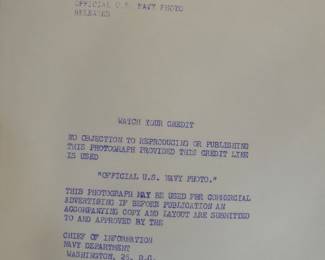 OFFICIAL U.S. NAVY PHOTO
RELEASED
WATCH YOUR CREDIT
NO OBJECTION TO REPRODUCING OR PUBLISHING
THIS PHOTOGRAPH PROVIDED THIS CREDIT LINE
IS USED
"OFFICIAL U.S. NAVY PHOTO."
THIS PHOTOGRAPH MAY BE USED FOR COMMERCIAL
ADVERTISING IF BEFORE PUBLICATION AN
ACCOMPANYING COPY AND LAYOUT ARE SUBMITTED
TO AND APPROVED BY THE
CHIEF OF INFORMATION
NAVY DEPARTMENT
WASHINGTON, 25, D.C.